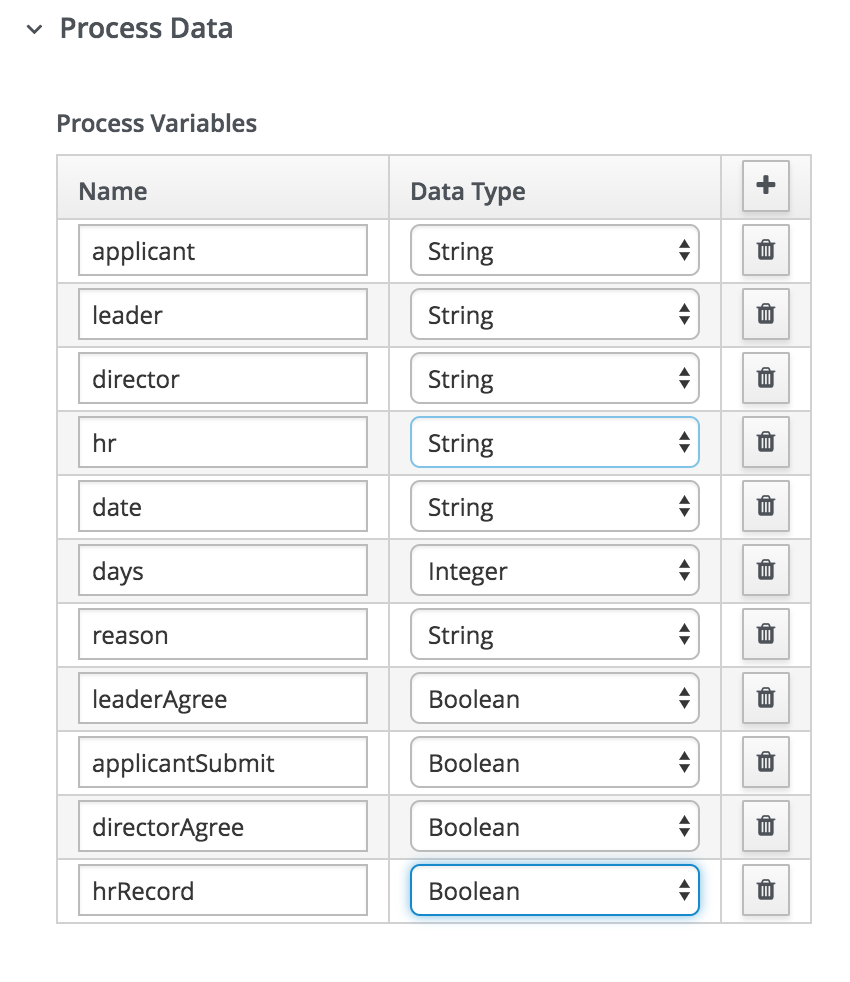 Process Data
Process Variables
Name Data Type
applicant String
leader String
director String
hr String
date String
days Integer
reason String
leaderAgree Boolean
applicantSubmit Boolean
directorAgree Boolean
hrRecord Boolean